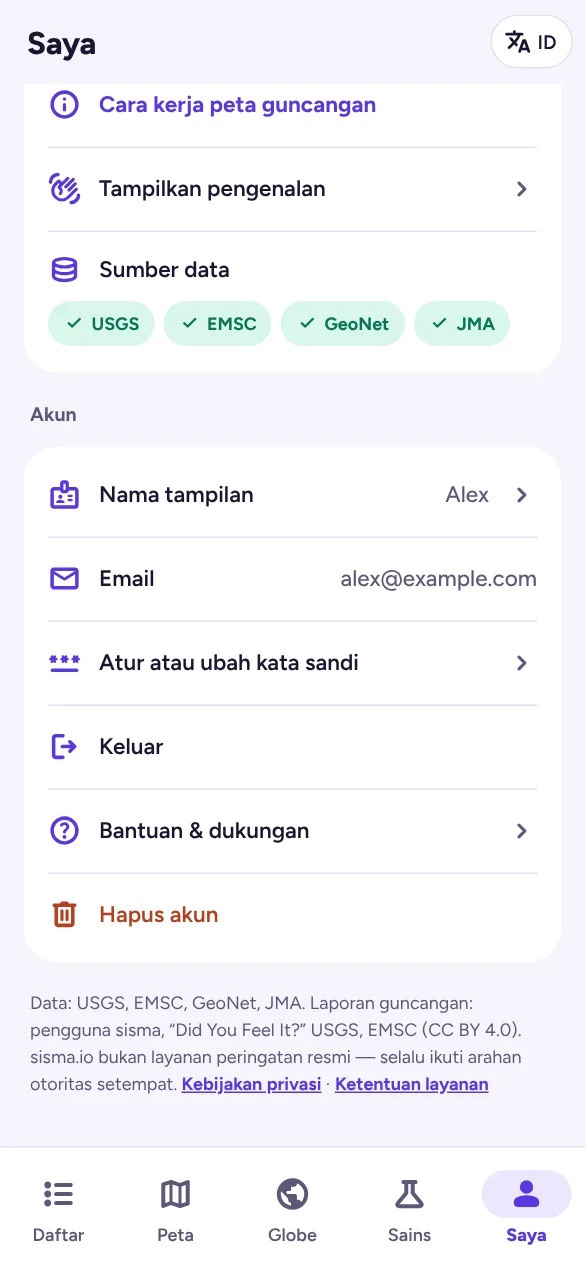 Saya
ID
Cara kerja peta guncangan
Tampilkan pengenalan
Sumber data
USGS
EMSC
GeoNet
JMA
Akun
Nama tampilan
Alex
Email
alex@example.com
Atur atau ubah kata sandi
Keluar
Bantuan & dukungan
Hapus akun
Data: USGS, EMSC, GeoNet, JMA. Laporan guncangan:
pengguna sisma, “Did You Feel It?” USGS, EMSC (CC BY 4.0).
sisma.io bukan layanan peringatan resmi — selalu ikuti arahan
otoritas setempat. Kebijakan privasi · Ketentuan layanan
Daftar
Peta
Globe
Sains
Saya